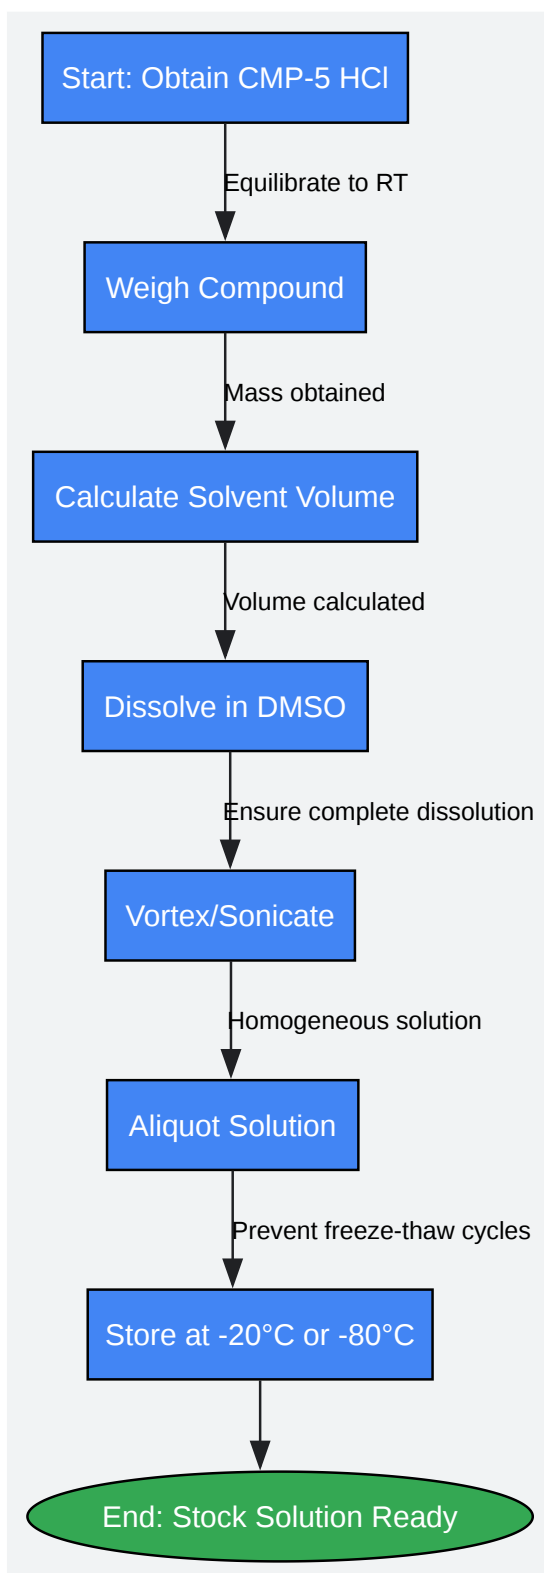 Start: Obtain CMP-5 HCl
Equilibrate to RT
Weigh Compound
Mass obtained
Calculate Solvent Volume
Volume calculated
Dissolve in DMSO
Ensure complete dissolution
Vortex/Sonicate
Homogeneous solution
Aliquot Solution
Prevent freeze-thaw cycles
Store at -20°C or -80°C
End: Stock Solution Ready